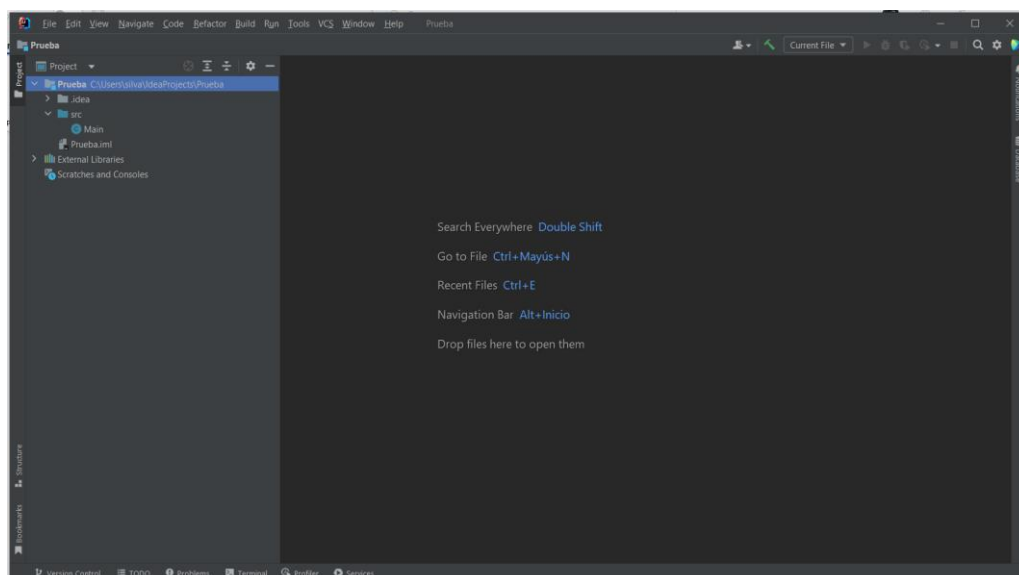 File Edit View Navigate Code Refactor Build Run Tools VCS Window Help Prueba
Prueba
Current File
Project
Project
Prueba C:\Users\silva\IdeaProjects\Prueba
.idea
src
Main
Prueba.iml
External Libraries
Scratches and Consoles
Search Everywhere Double Shift
Go to File Ctrl+Mayús+N
Recent Files Ctrl+E
Navigation Bar Alt+Inicio
Drop files here to open them
Notifications
Database
Structure
Bookmarks
Version Control TODO Problems Terminal Profiler Services